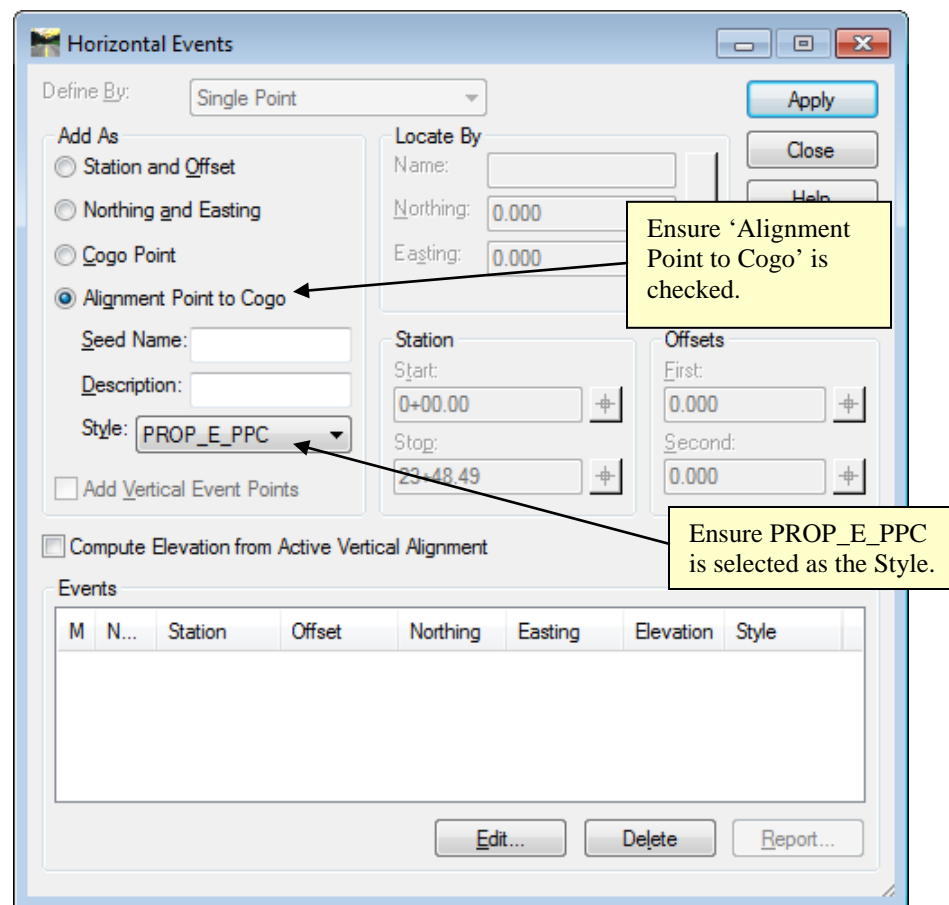 Horizontal Events
Define By:
Single Point
Apply
Add As
Station and Offset
Northing and Easting
Cogo Point
Alignment Point to Cogo
Seed Name:
Description:
Style:
PROP_E_PPC
Add Vertical Event Points
Locate By
Name:
Northing:
0.000
Easting:
0.000
Close
Help
Ensure ‘Alignment
Point to Cogo’ is
checked.
Station
Start:
0+00.00
Stop:
23+48.49
Offsets
First:
0.000
Second:
0.000
Ensure PROP_E_PPC
is selected as the Style.
Compute Elevation from Active Vertical Alignment
Events
M N... Station Offset Northing Easting Elevation Style
Edit... Delete Report...